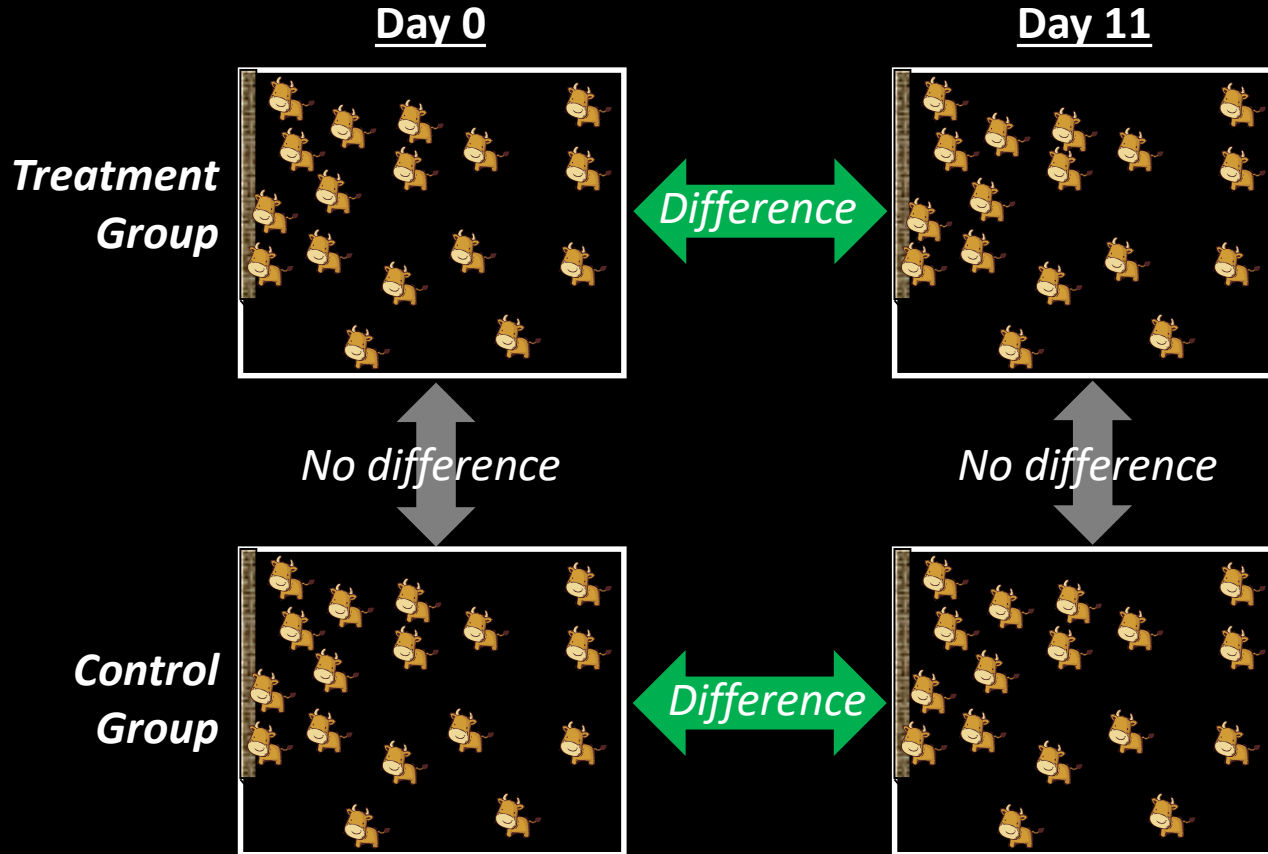 Day 0
Day 11
Treatment
Group
Difference
No difference
No difference
Control
Group
Difference